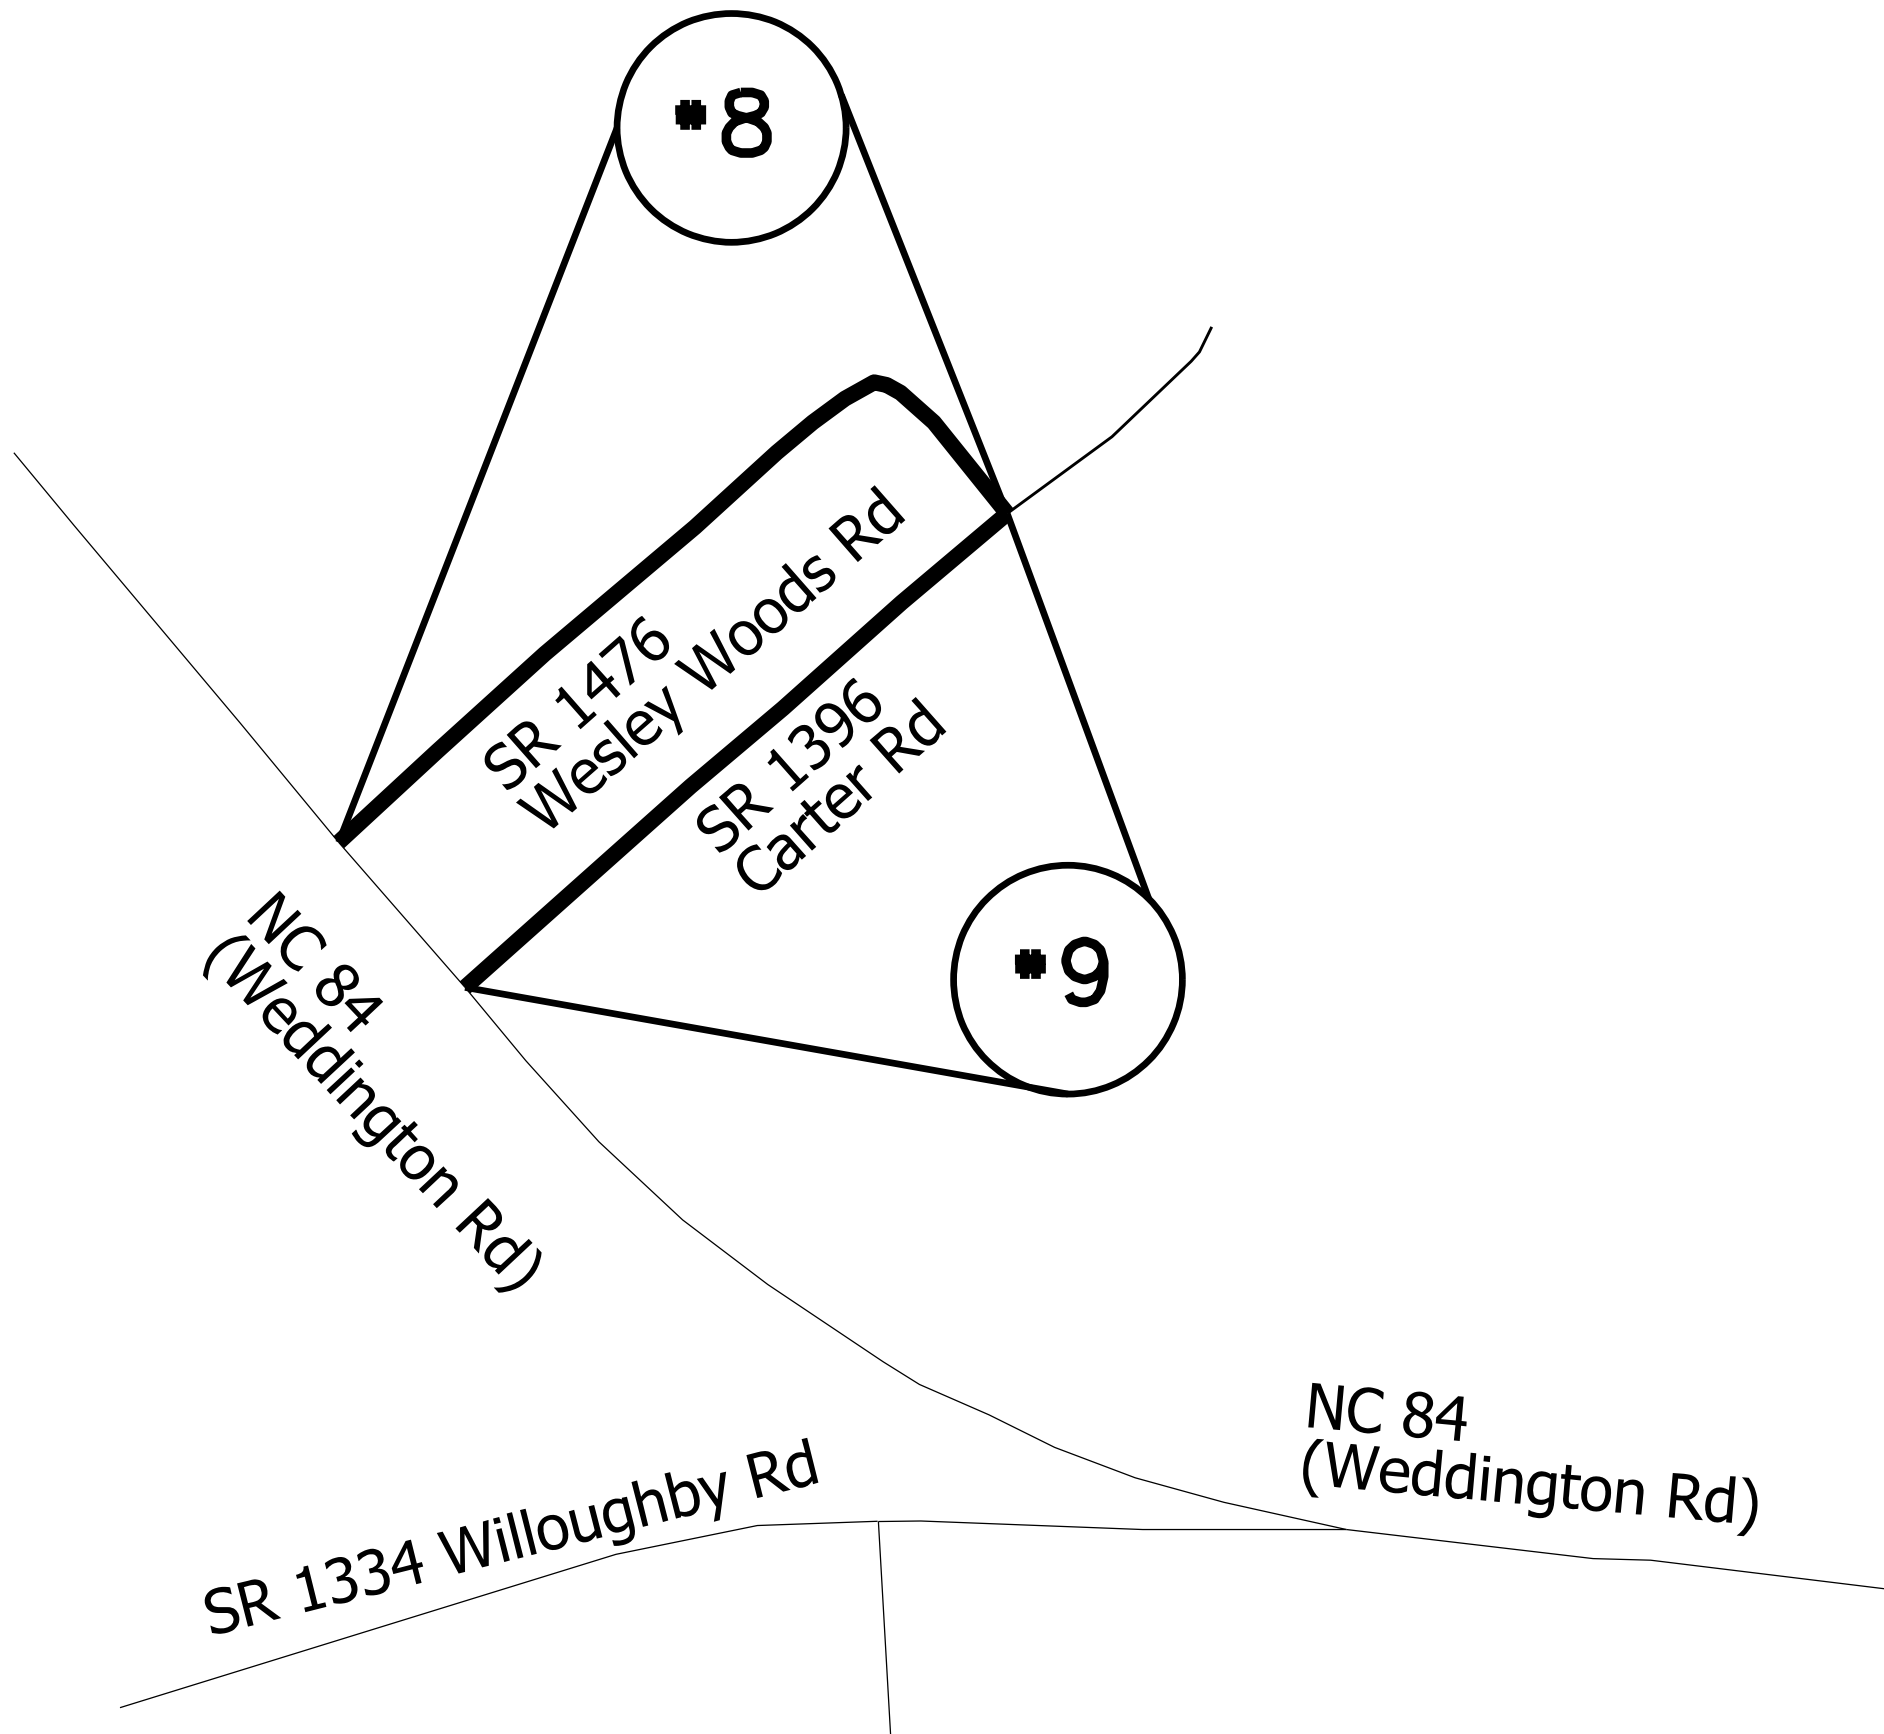 #8
SR 1476
Wesley Woods Rd
SR 1396
Carter Rd
NC 84
(Weddington Rd)
#9
NC 84
(Weddington Rd)
SR 1334 Willoughby Rd